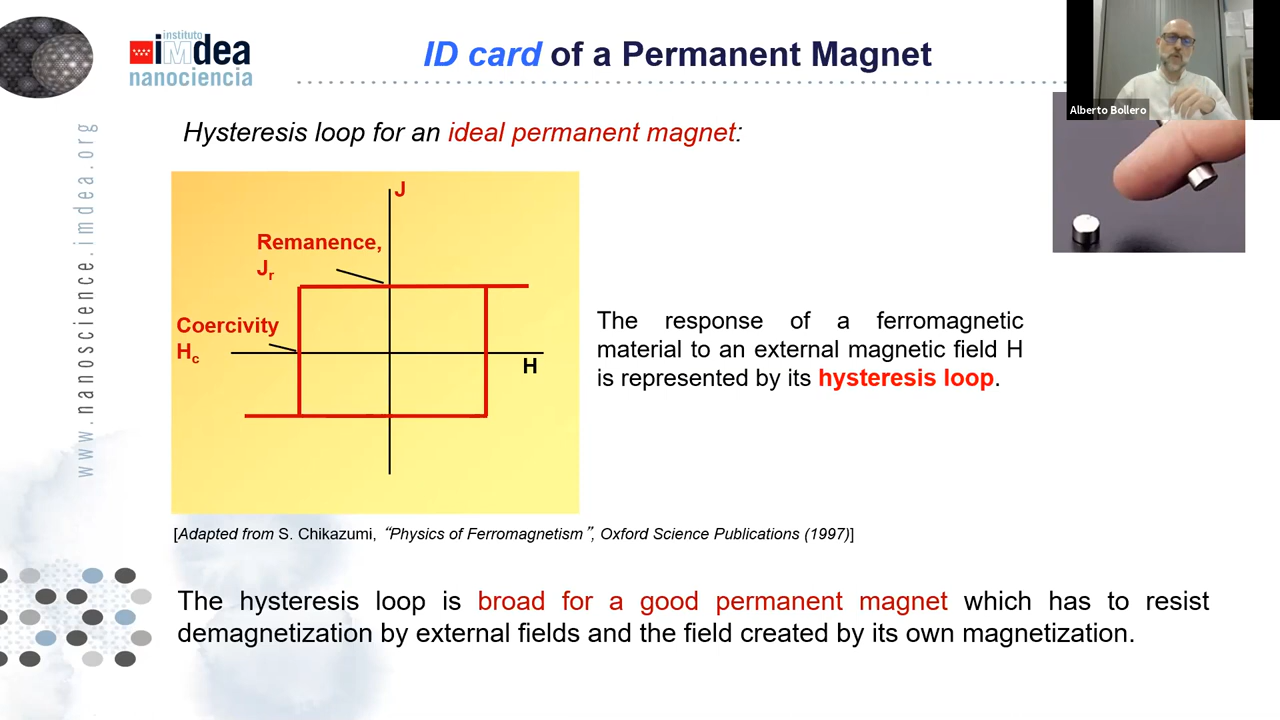 instituto
imdea
nanociencia
ID card of a Permanent Magnet
Alberto Bollero
Hysteresis loop for an ideal permanent magnet:
www.nanoscience.imdea.org
J
Remanence,
Jr
Coercivity
Hc
H
The response of a ferromagnetic
material to an external magnetic field H
is represented by its hysteresis loop.
[Adapted from S. Chikazumi, “Physics of Ferromagnetism”, Oxford Science Publications (1997)]
The hysteresis loop is broad for a good permanent magnet which has to resist
demagnetization by external fields and the field created by its own magnetization.